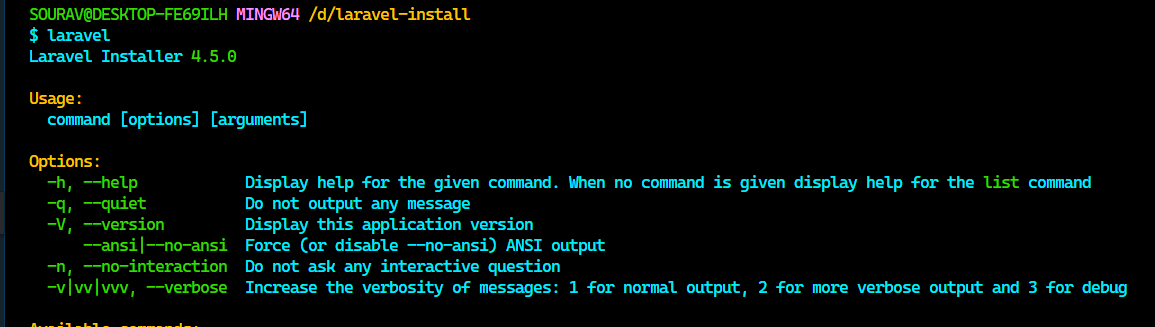 SOURAV@DESKTOP-FE69ILH MINGW64 /d/laravel-install
$ laravel
Laravel Installer 4.5.0
Usage:
command [options] [arguments]
Options:
-h, --help Display help for the given command. When no command is given display help for the list command
-q, --quiet Do not output any message
-V, --version Display this application version
--ansi|--no-ansi Force (or disable --no-ansi) ANSI output
-n, --no-interaction Do not ask any interactive question
-v|vv|vvv, --verbose Increase the verbosity of messages: 1 for normal output, 2 for more verbose output and 3 for debug
Available commands: